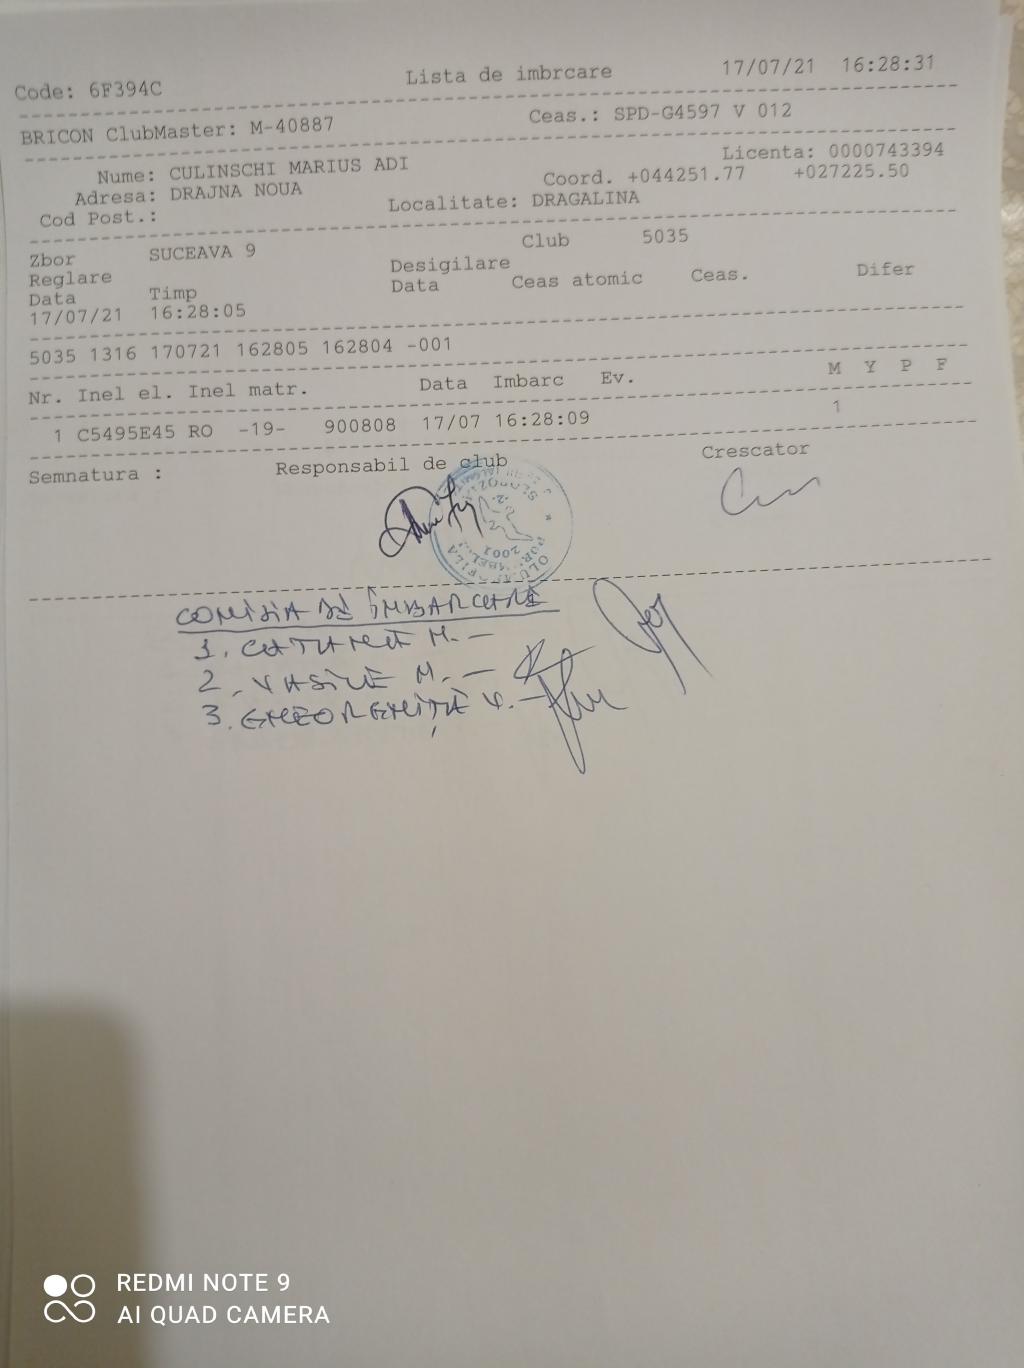 Code: 6F394C Lista de imbrcare 17/07/21 16:28:31
BRICON ClubMaster: M-40887 Ceas.: SPD-G4597 V 012
Nume: CULINSCHI MARIUS ADI Licenta: 0000743394
Adresa: DRAJNA NOUA Coord. +044251.77 +027225.50
Cod Post.: Localitate: DRAGALINA
Zbor SUCEAVA 9 Club 5035
Reglare Desigilare
Data Timp Data Ceas atomic Ceas. Difer
17/07/21 16:28:05
5035 1316 170721 162805 162804 -001
Nr. Inel el. Inel matr. Data Imbarc Ev. M Y P F
1 C5495E45 RO -19- 900808 17/07 16:28:09 1
Semnatura : Responsabil de club Crescator
2001
COMISIA DE ÎMBARCARE
1. M. -
2. VASILE M. -
3. GHEORGHIȚĂ V. -
REDMI NOTE 9
AI QUAD CAMERA